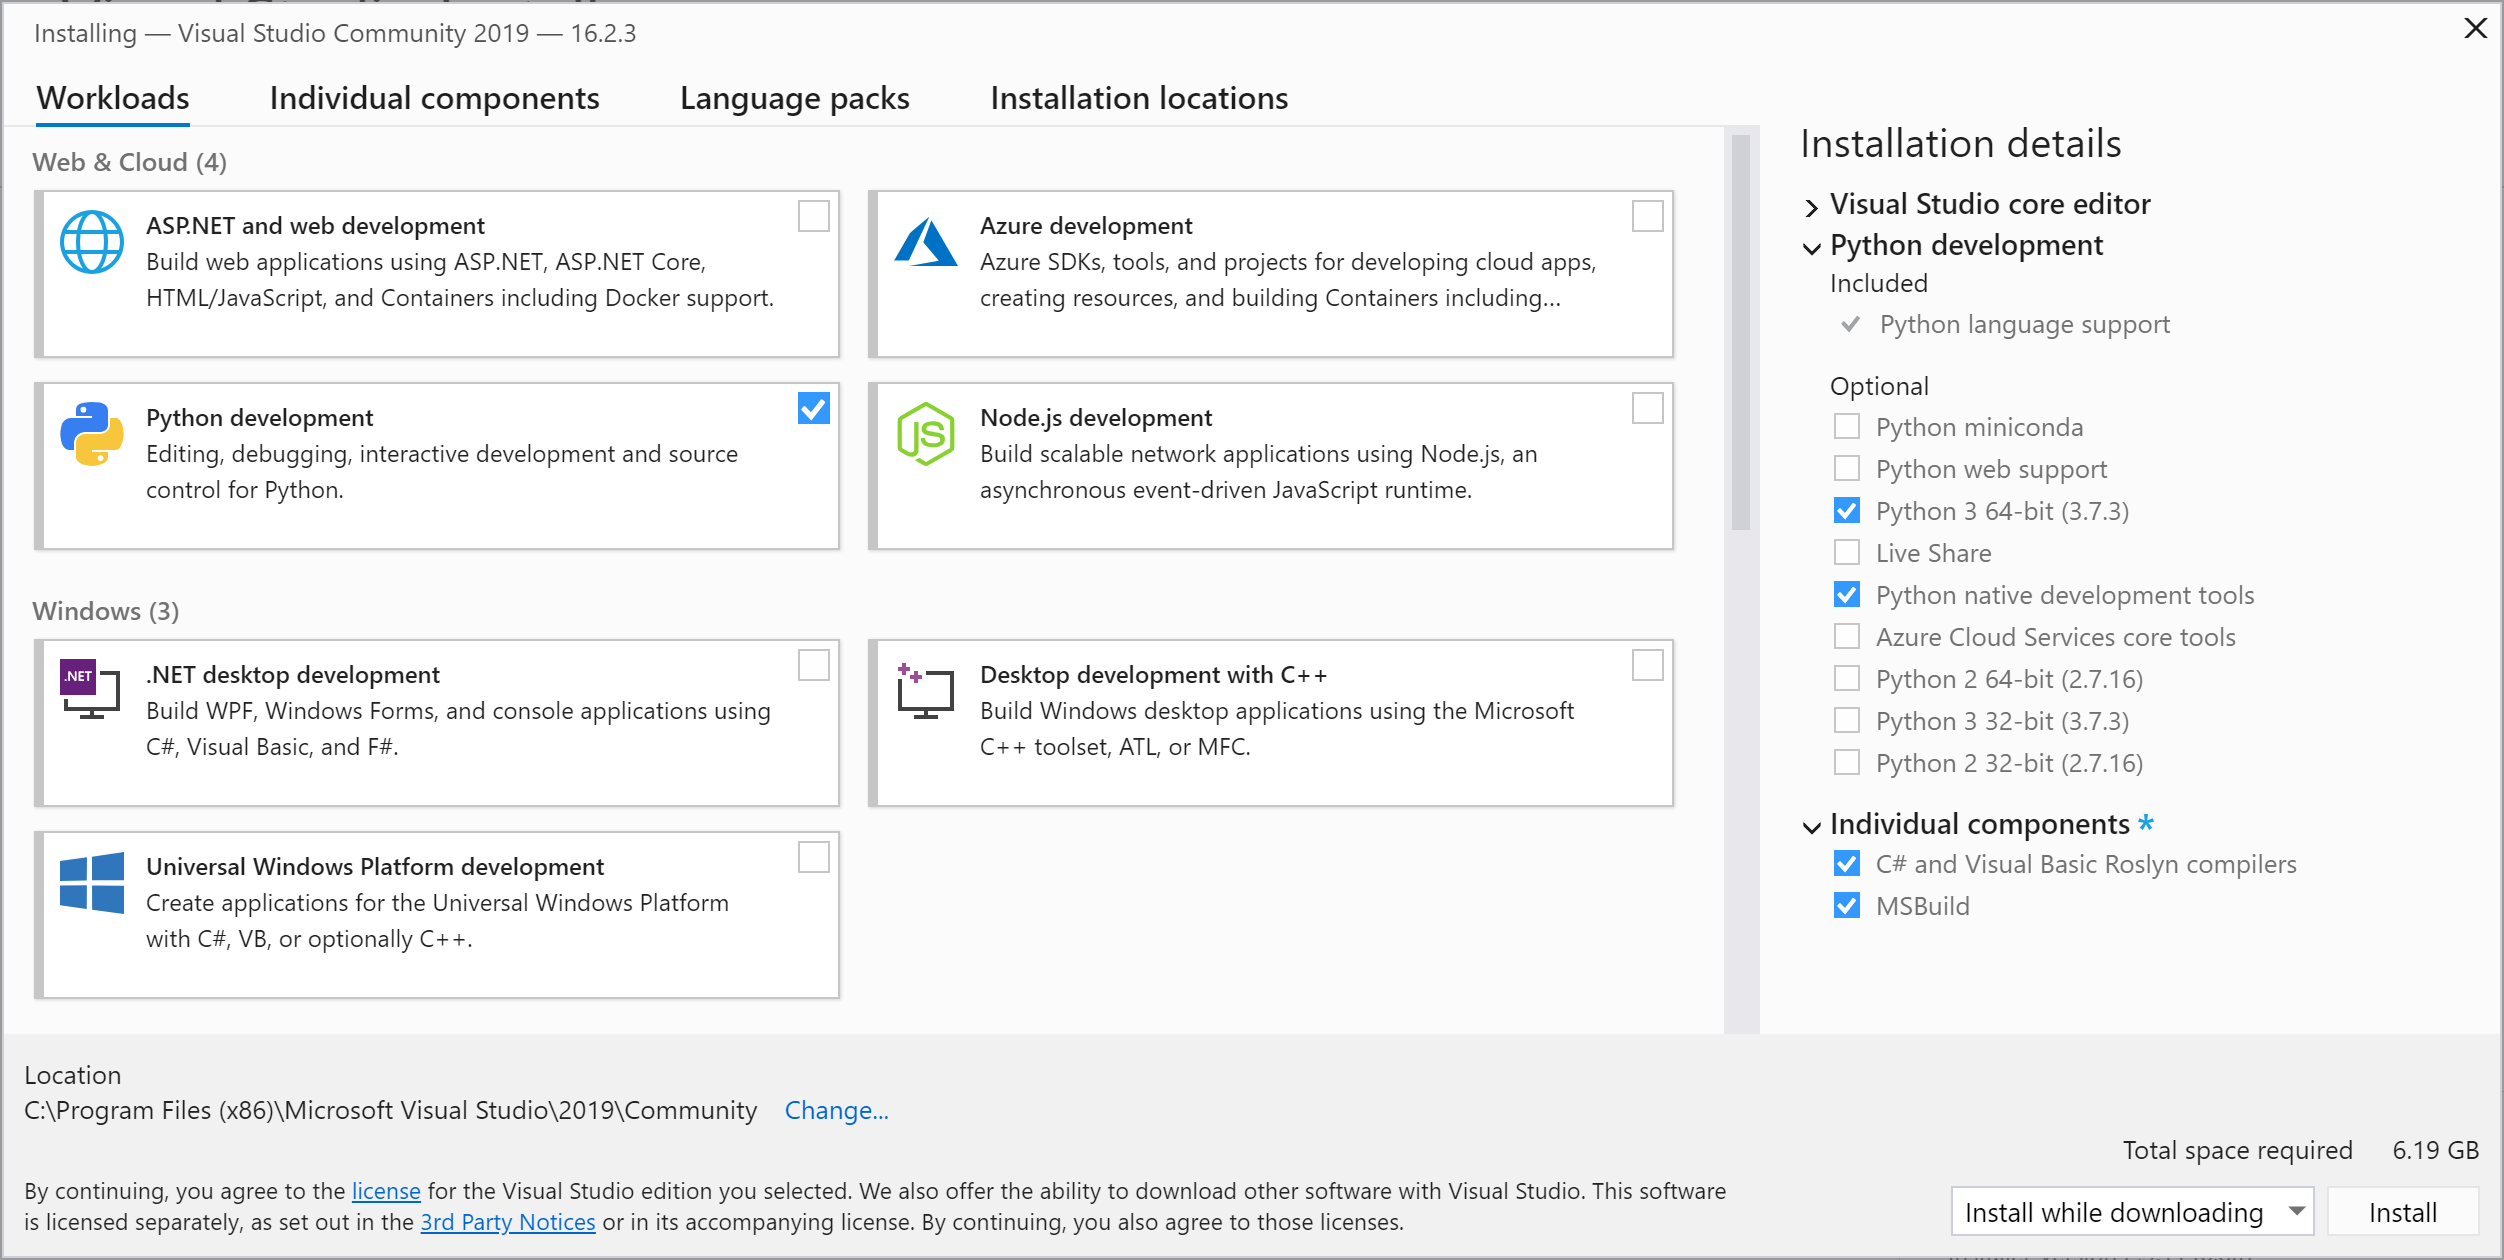 Installing — Visual Studio Community 2019 — 16.2.3
Workloads
Individual components
Language packs
Installation locations
Web & Cloud (4)
ASP.NET and web development
Build web applications using ASP.NET, ASP.NET Core,
HTML/JavaScript, and Containers including Docker support.
Azure development
Azure SDKs, tools, and projects for developing cloud apps,
creating resources, and building Containers including...
Python development
Editing, debugging, interactive development and source
control for Python.
JS
Node.js development
Build scalable network applications using Node.js, an
asynchronous event-driven JavaScript runtime.
Windows (3)
.NET
.NET desktop development
Build WPF, Windows Forms, and console applications using
C#, Visual Basic, and F#.
Desktop development with C++
Build Windows desktop applications using the Microsoft
C++ toolset, ATL, or MFC.
Universal Windows Platform development
Create applications for the Universal Windows Platform
with C#, VB, or optionally C++.
Installation details
Visual Studio core editor
Python development
Included
Python language support
Optional
Python miniconda
Python web support
Python 3 64-bit (3.7.3)
Live Share
Python native development tools
Azure Cloud Services core tools
Python 2 64-bit (2.7.16)
Python 3 32-bit (3.7.3)
Python 2 32-bit (2.7.16)
Individual components *
C# and Visual Basic Roslyn compilers
MSBuild
Location
C:\Program Files (x86)\Microsoft Visual Studio\2019\Community Change...
Total space required 6.19 GB
By continuing, you agree to the license for the Visual Studio edition you selected. We also offer the ability to download other software with Visual Studio. This software
is licensed separately, as set out in the 3rd Party Notices or in its accompanying license. By continuing, you also agree to those licenses.
Install while downloading
Install